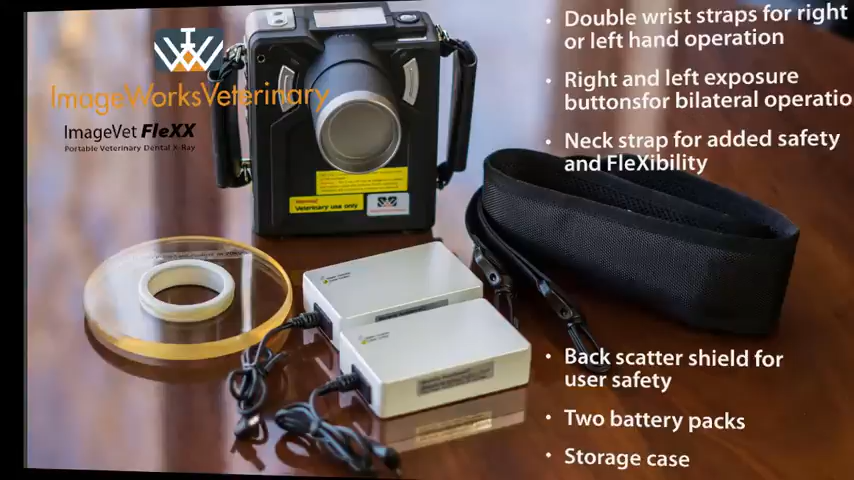 ImageWorksVeterinary
ImageVet FleXX
Portable Veterinary Dental X-Ray
• Double wrist straps for right
or left hand operation
• Right and left exposure
buttonsfor bilateral operatio
• Neck strap for added safety
and FleXibility
Veterinary use only
• Back scatter shield for
user safety
• Two battery packs
• Storage case